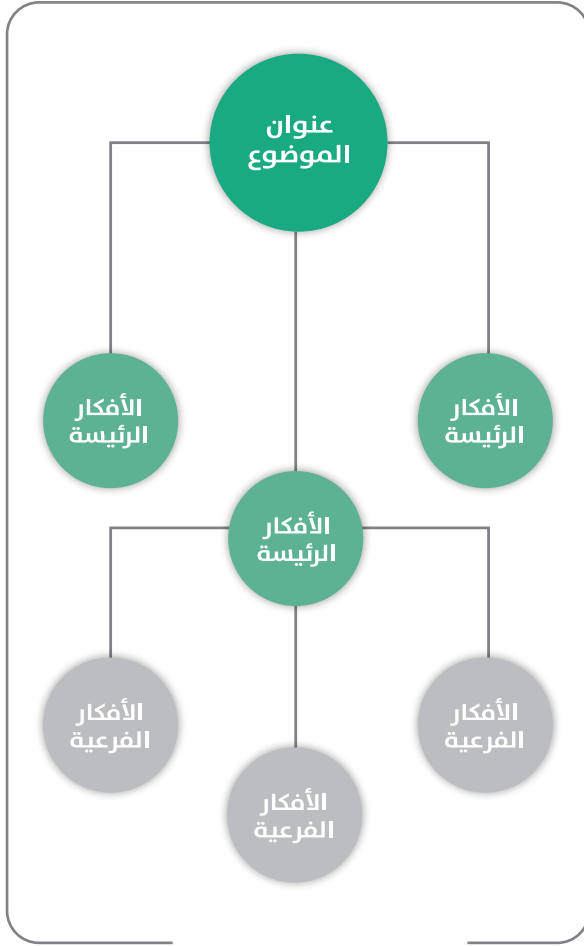 عنوان
الموضوع
الأفكار
الرئيسة
الأفكار
الرئيسة
الأفكار
الرئيسة
الأفكار
الفرعية
الأفكار
الفرعية
الأفكار
الفرعية